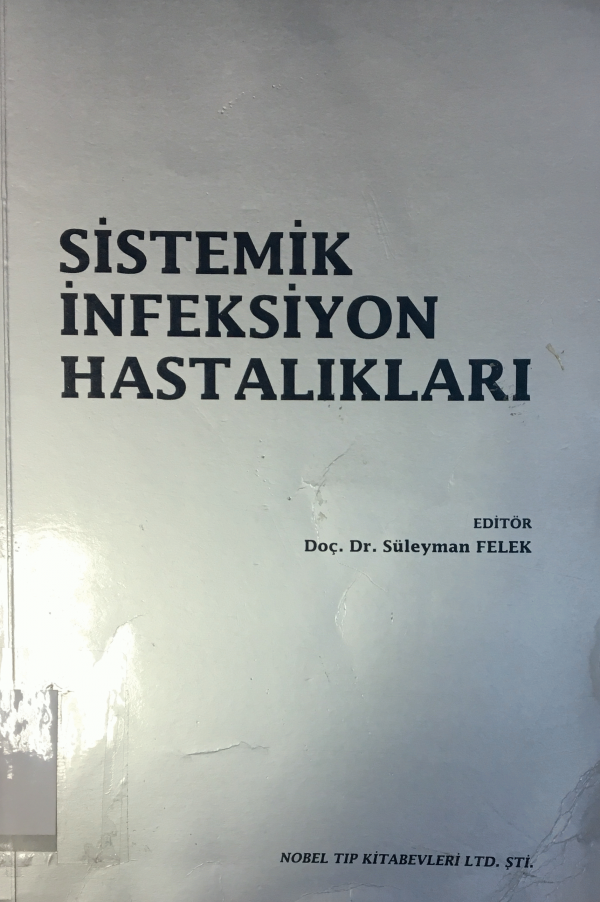 SİSTEMİK
İNFEKSİYON
HASTALIKLARI
EDİTÖR
Doç. Dr. Süleyman FELEK
NOBEL TIP KİTABEVLERİ LTD. ŞTİ.